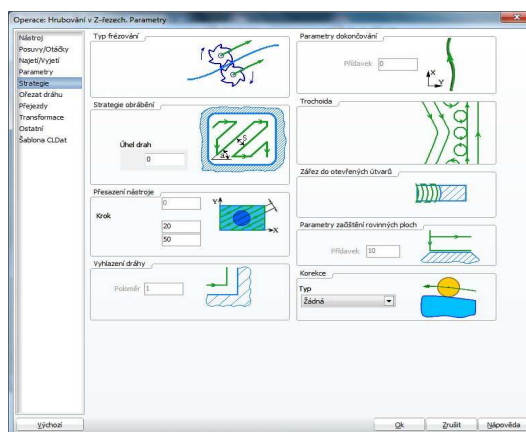 Operace: Hrubování v Z-řezech. Parametry
Nástroj
Posuvy/Otáčky
Najetí/Vyjetí
Parametry
Strategie
Ořezat dráhu
Přejezdy
Transformace
Ostatní
Šablona CLDat
Typ frézování
Strategie obrábění
Úhel drah
0
S
a°
Přesazení nástroje
0
Krok
20
50
Y
X
Vyhlazení dráhy
Poloměr 1
Parametry dokončování
Přídavek 0
X
Y
Trochoida
Zářez do otevřených útvarů
Parametry začištění rovinných ploch
Přídavek 10
Korekce
Typ
Žádná
Výchozí
Ok
Zrušit
Nápověda